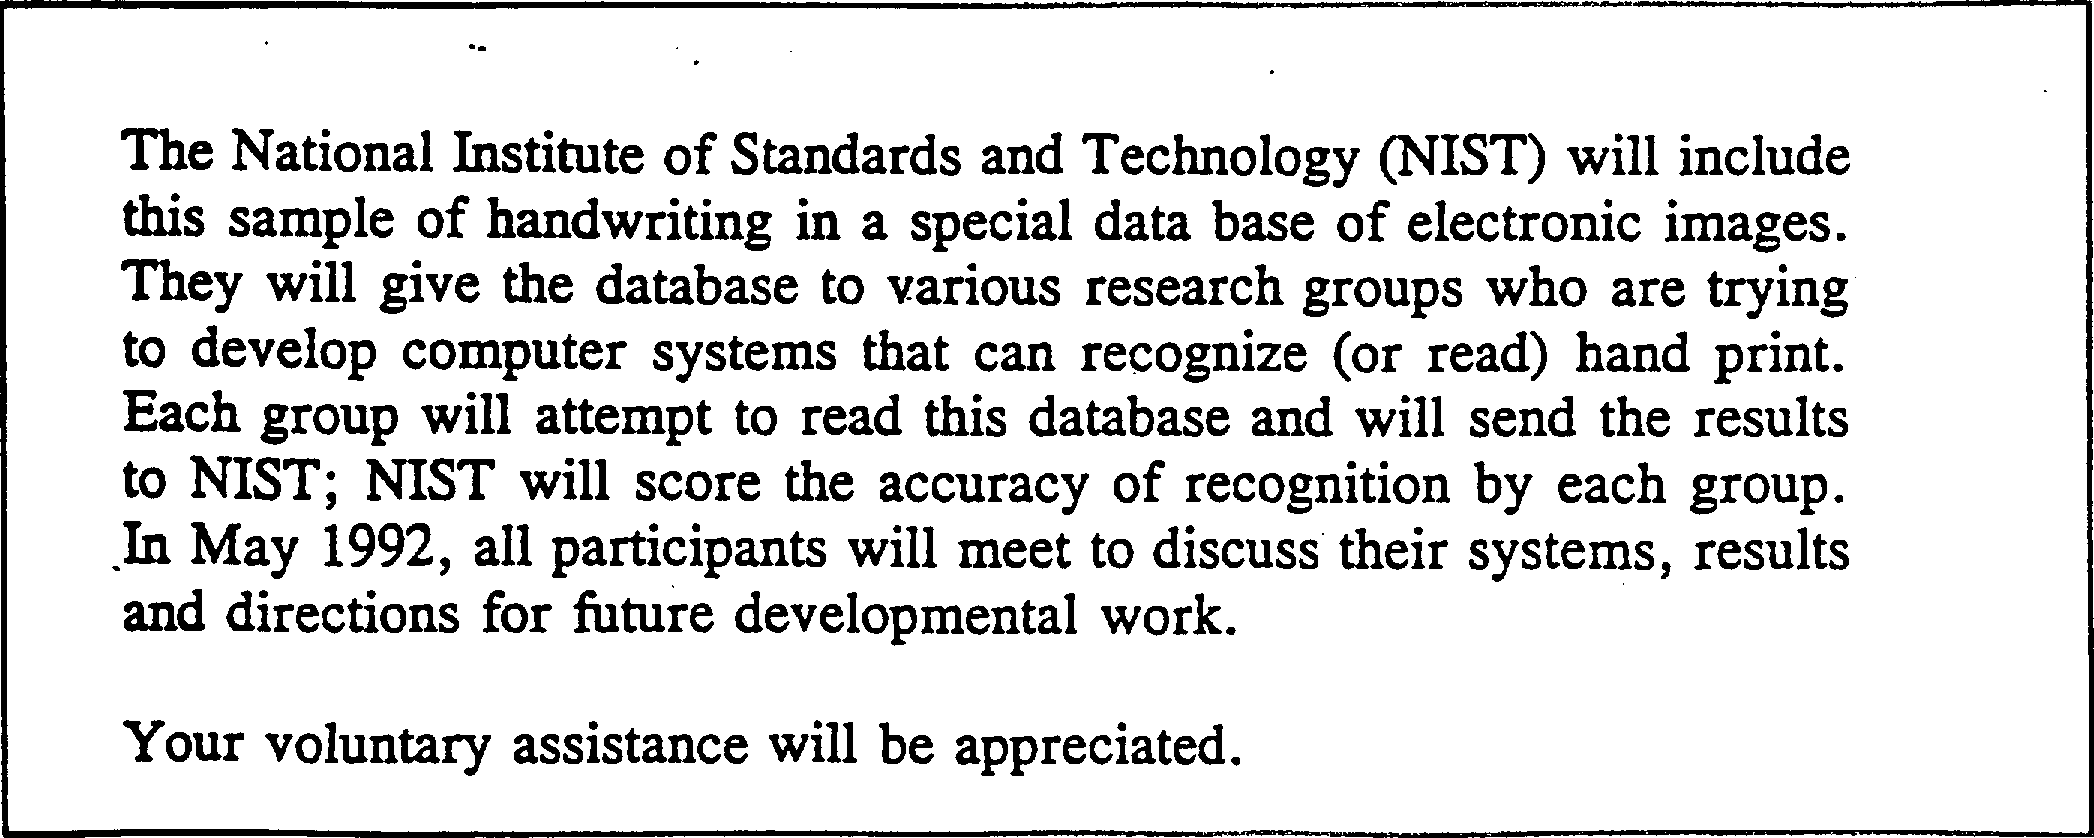 The National Institute of Standards and Technology (NIST) will include
this sample of handwriting in a special data base of electronic images.
They will give the database to various research groups who are trying
to develop computer systems that can recognize (or read) hand print.
Each group will attempt to read this database and will send the results
to NIST; NIST will score the accuracy of recognition by each group.
In May 1992, all participants will meet to discuss their systems, results
and directions for future developmental work.
Your voluntary assistance will be appreciated.